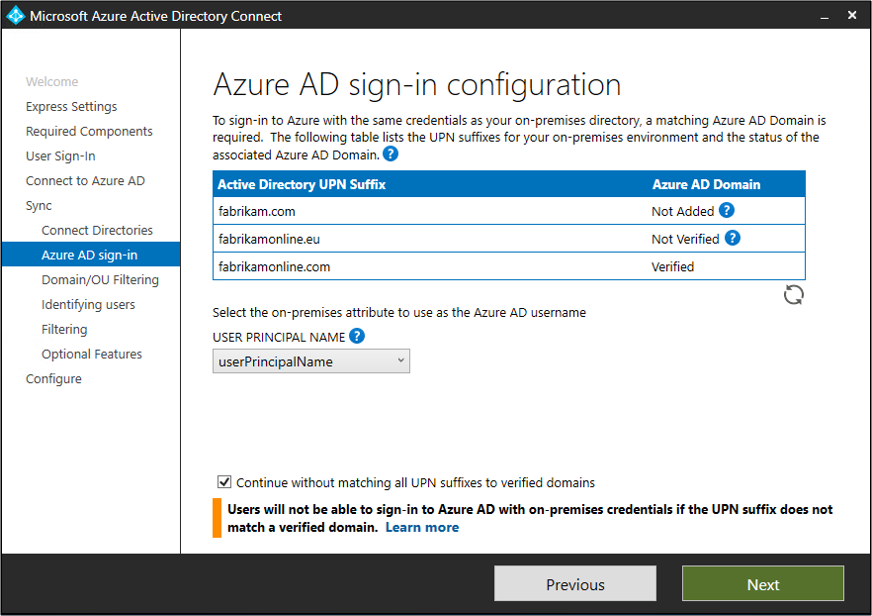 Microsoft Azure Active Directory Connect
Welcome
Express Settings
Required Components
User Sign-In
Connect to Azure AD
Sync
Connect Directories
Azure AD sign-in
Domain/OU Filtering
Identifying users
Filtering
Optional Features
Configure
Azure AD sign-in configuration
To sign-in to Azure with the same credentials as your on-premises directory, a matching Azure AD Domain is
required.  The following table lists the UPN suffixes for your on-premises environment and the status of the
associated Azure AD Domain. ?
Active Directory UPN Suffix Azure AD Domain
fabrikam.com Not Added ?
fabrikamonline.eu Not Verified ?
fabrikamonline.com Verified
Select the on-premises attribute to use as the Azure AD username
USER PRINCIPAL NAME ?
userPrincipalName
Continue without matching all UPN suffixes to verified domains
Users will not be able to sign-in to Azure AD with on-premises credentials if the UPN suffix does not
match a verified domain.  Learn more
Previous Next